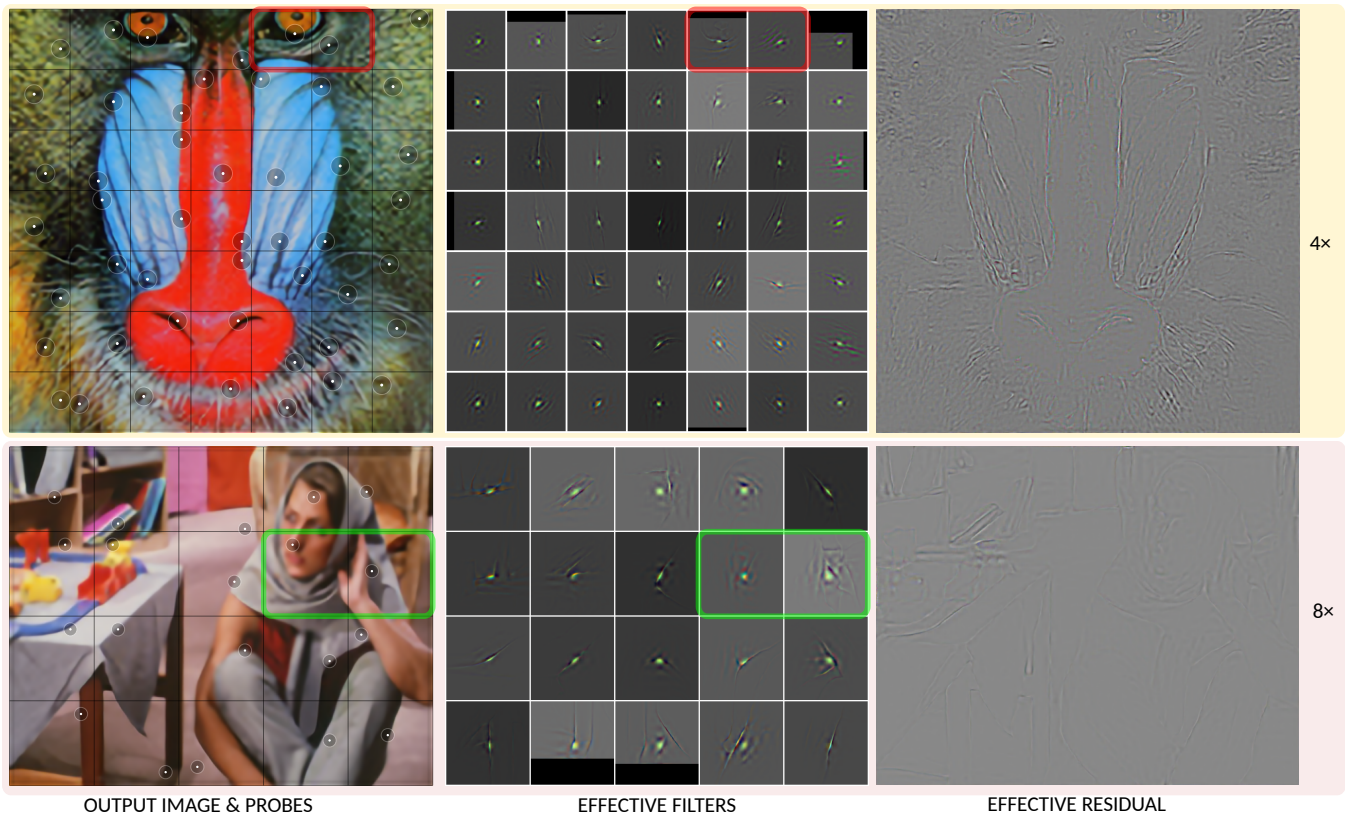 4×
8×
OUTPUT IMAGE & PROBES
EFFECTIVE FILTERS
EFFECTIVE RESIDUAL